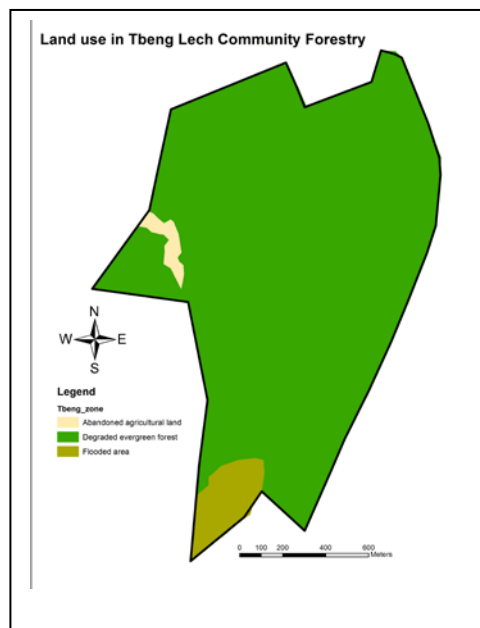 Land use in Tbeng Lech Community Forestry
N
W E
S
Legend
Tbeng_zone
Abandoned agricultural land
Degraded evergreen forest
Flooded area
0 100 200 400 600
Meters